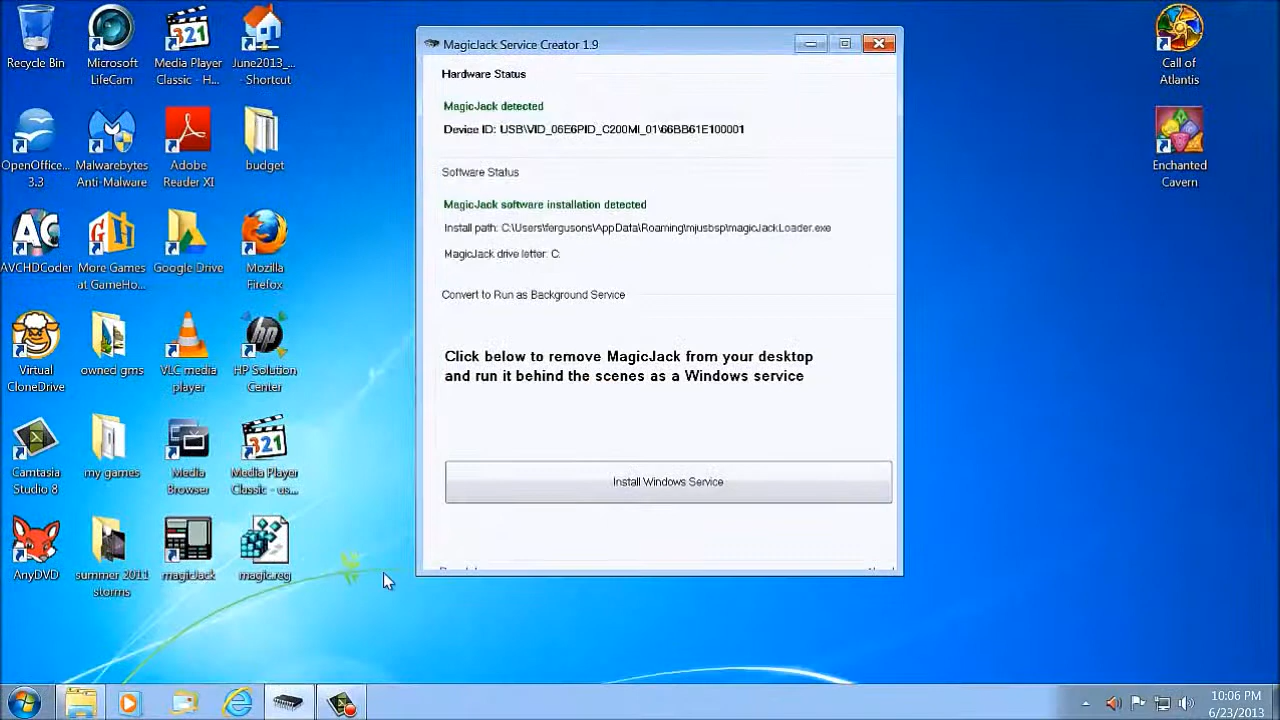 Recycle Bin
Microsoft
LifeCam
Media Player
Classic - H...
June2013_...
- Shortcut
OpenOffice...
3.3
Malwarebytes
Anti-Malware
Adobe
Reader XI
budget
AVCHDCoder
More Games
at GameHo...
Google Drive
Mozilla
Firefox
Virtual
CloneDrive
owned gms
VLC media
player
HP Solution
Center
Camtasia
Studio 8
my games
Media
Browser
Media Player
Classic - us...
AnyDVD
summer 2011
storms
magicJack
magic.reg
MagicJack Service Creator 1.9
Hardware Status
MagicJack detected
Device ID: USB\VID_06E6PID_C200MI_01\66BB61E100001
Software Status
MagicJack software installation detected
Install path: C:\Users\fergusons\AppData\Roaming\mjusbsp\magicJackLoader.exe
MagicJack drive letter: C:
Convert to Run as Background Service
Click below to remove MagicJack from your desktop
and run it behind the scenes as a Windows service
Install Windows Service
Call of
Atlantis
Enchanted
Cavern
10:06 PM
6/23/2013